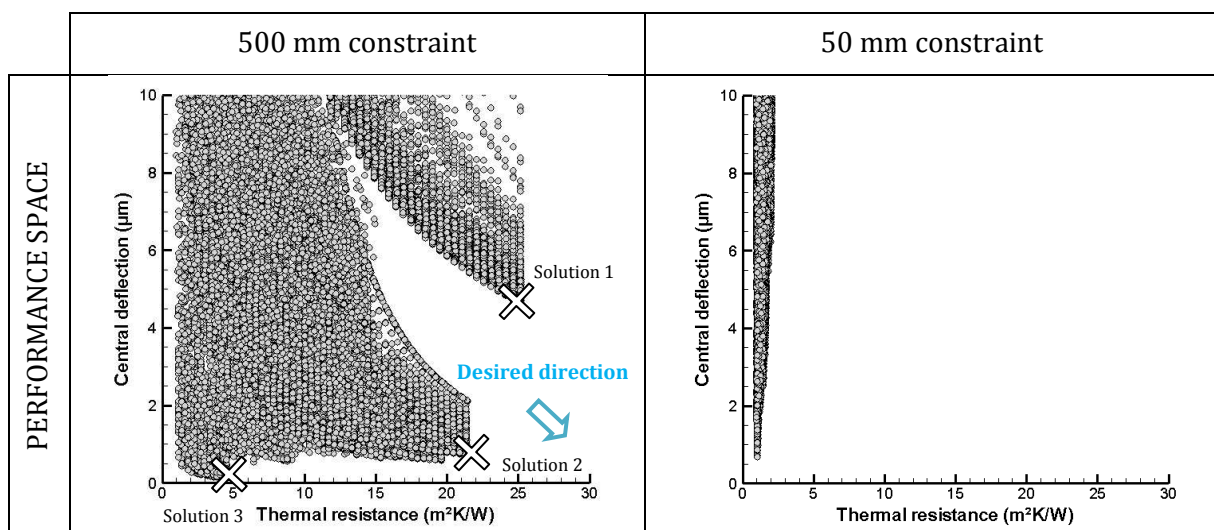 500 mm constraint
50 mm constraint
PERFORMANCE SPACE
Central deflection (µm)
10
8
6
4
2
0
Solution 1
Desired direction
Solution 2
Solution 3
0 5 10 15 20 25 30
Thermal resistance (m²K/W)
Central deflection (µm)
10
8
6
4
2
0
0 5 10 15 20 25 30
Thermal resistance (m²K/W)